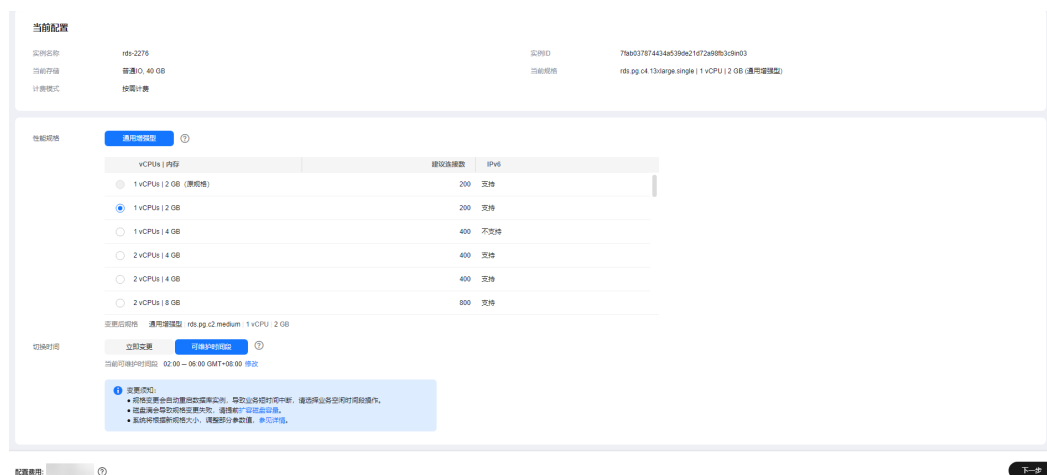 当前配置
实例名称 rds-2276 实例ID 7fab037874434a539de21d72a98fb3c9in03
当前存储 普通IO, 40 GB 当前规格 rds.pg.c4.13xlarge.single | 1 vCPU | 2 GB (通用增强型)
计费模式 按需计费
性能规格 通用增强型
vCPUs | 内存 建议连接数 IPv6
1 vCPUs | 2 GB (原规格) 200 支持
1 vCPUs | 2 GB 200 支持
1 vCPUs | 4 GB 400 不支持
2 vCPUs | 4 GB 400 支持
2 vCPUs | 4 GB 400 支持
2 vCPUs | 8 GB 800 支持
变更后规格 通用增强型 | rds.pg.c2.medium | 1 vCPU | 2 GB
切换时间 立即变更 可维护时间段
当前可维护时间段 02:00 — 06:00 GMT+08:00 修改
变更须知:
• 规格变更会自动重启数据库实例，导致业务短时间中断，请选择业务空闲时间段操作。
• 磁盘满会导致规格变更失败，请提前扩容磁盘容量。
• 系统将根据新规格大小，调整部分参数值，参见详情。
配置费用: 下一步